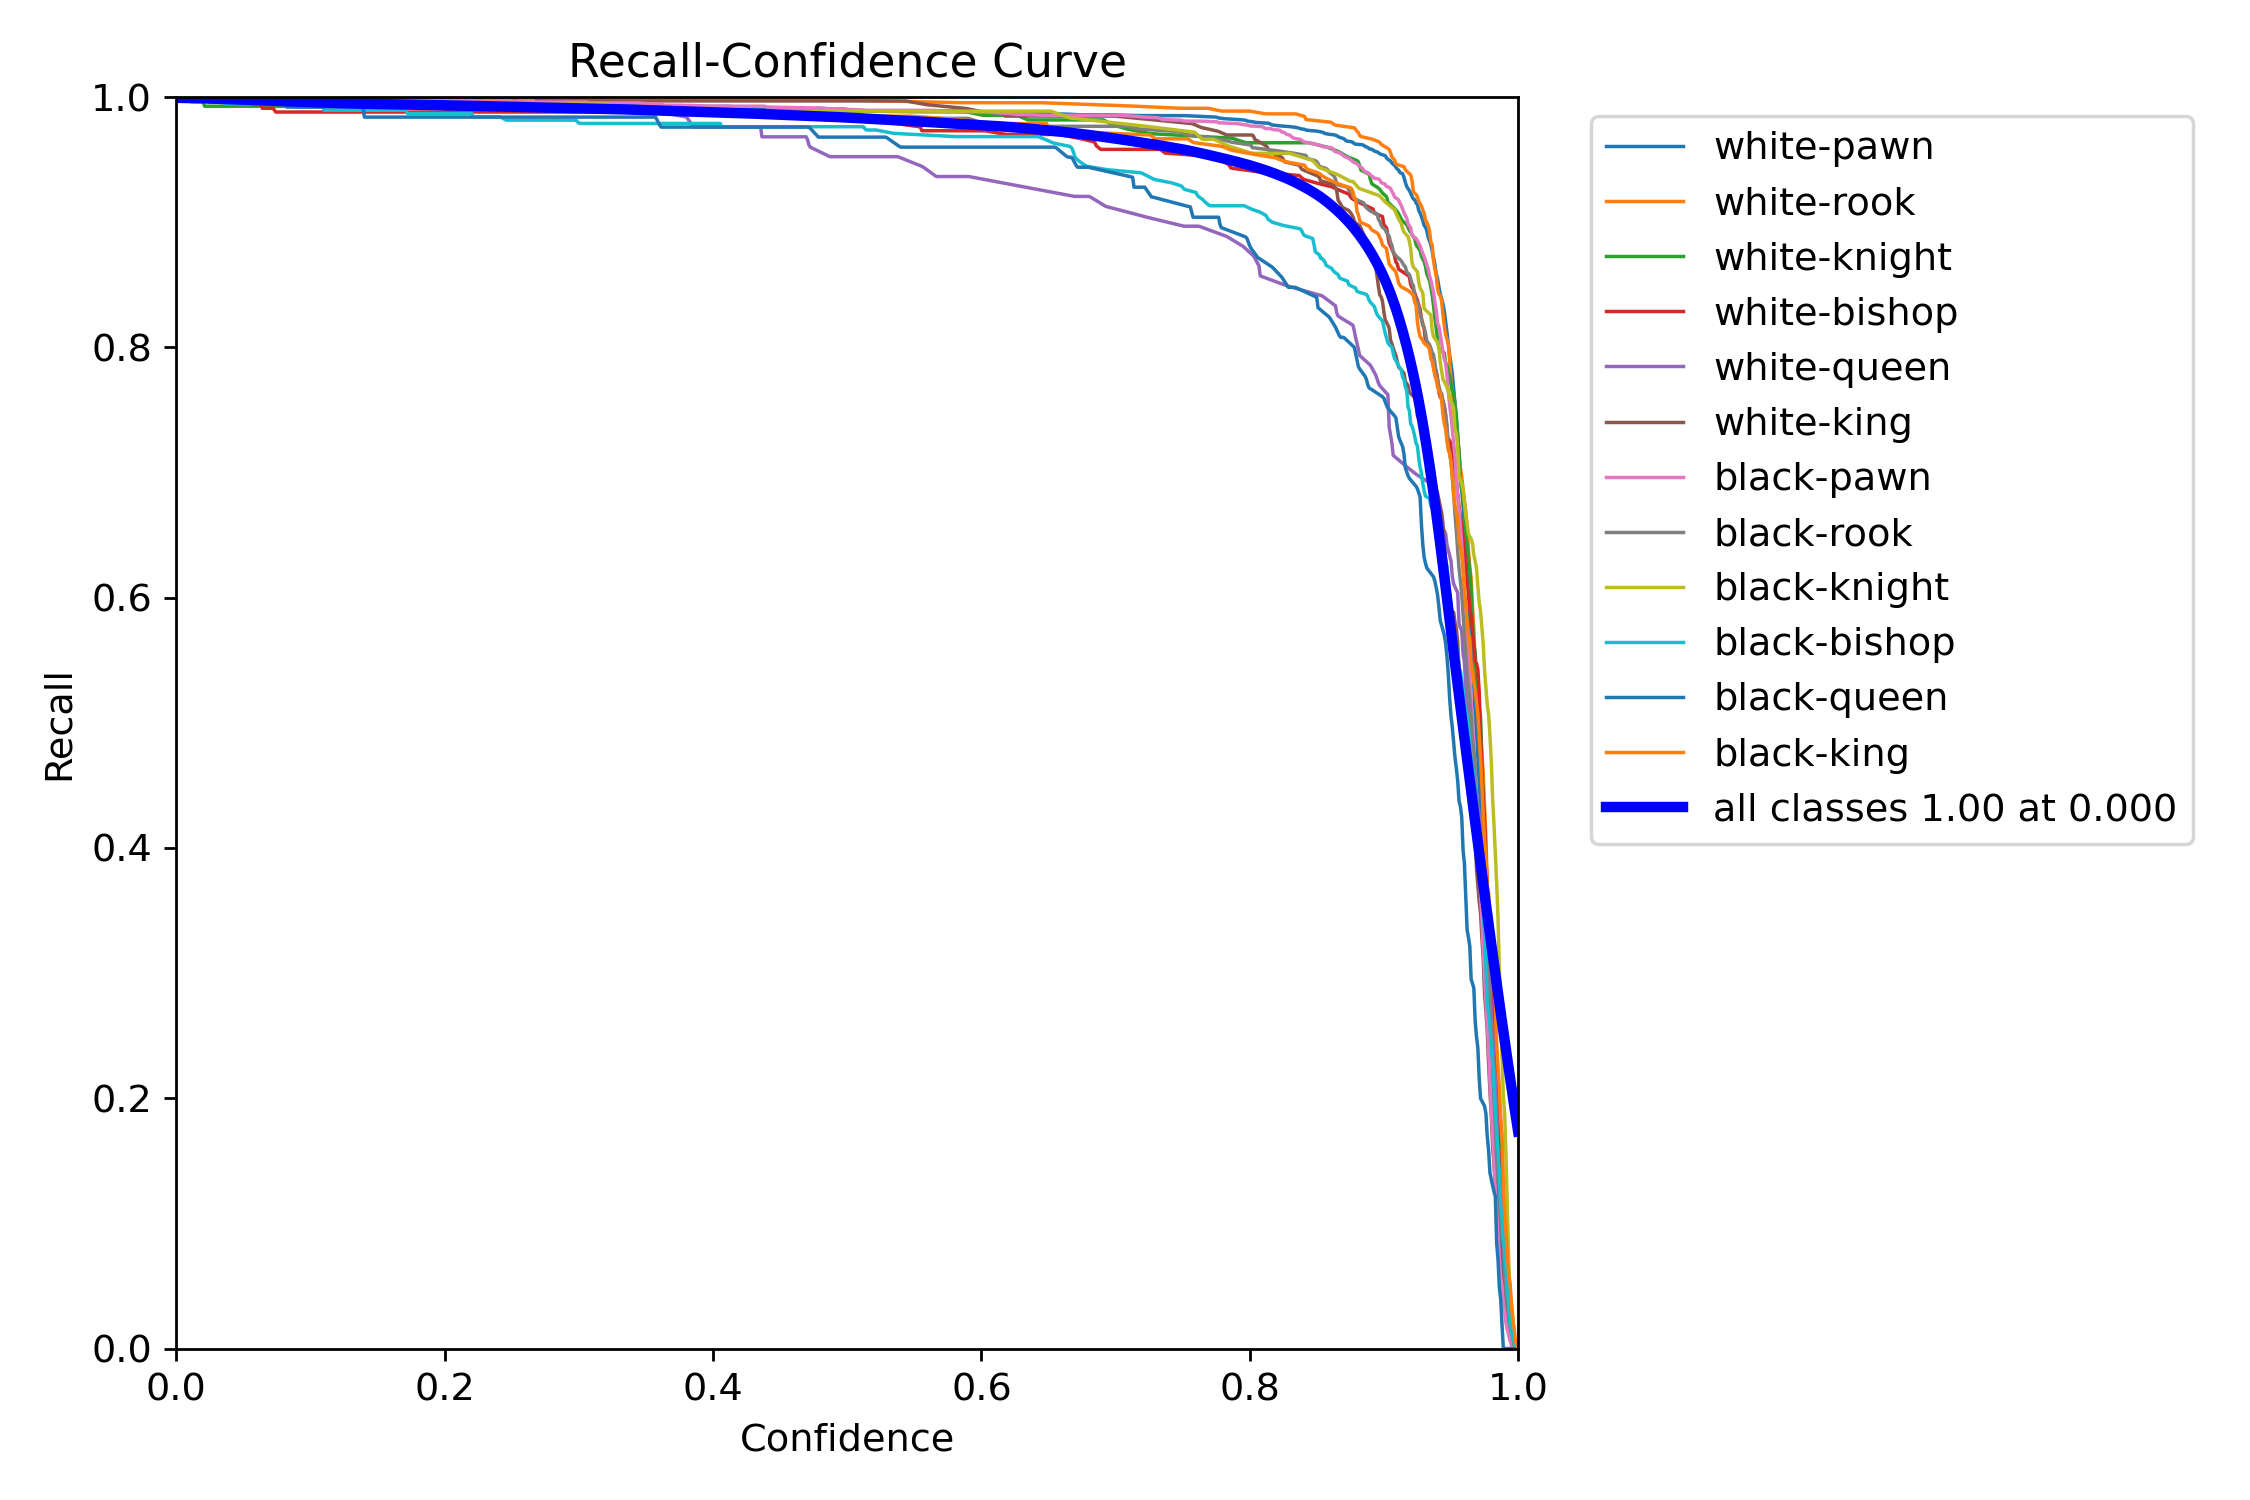 Recall-Confidence Curve
1.0
0.8
0.6
0.4
0.2
0.0
Recall
0.0 0.2 0.4 0.6 0.8 1.0
Confidence
white-pawn
white-rook
white-knight
white-bishop
white-queen
white-king
black-pawn
black-rook
black-knight
black-bishop
black-queen
black-king
all classes 1.00 at 0.000